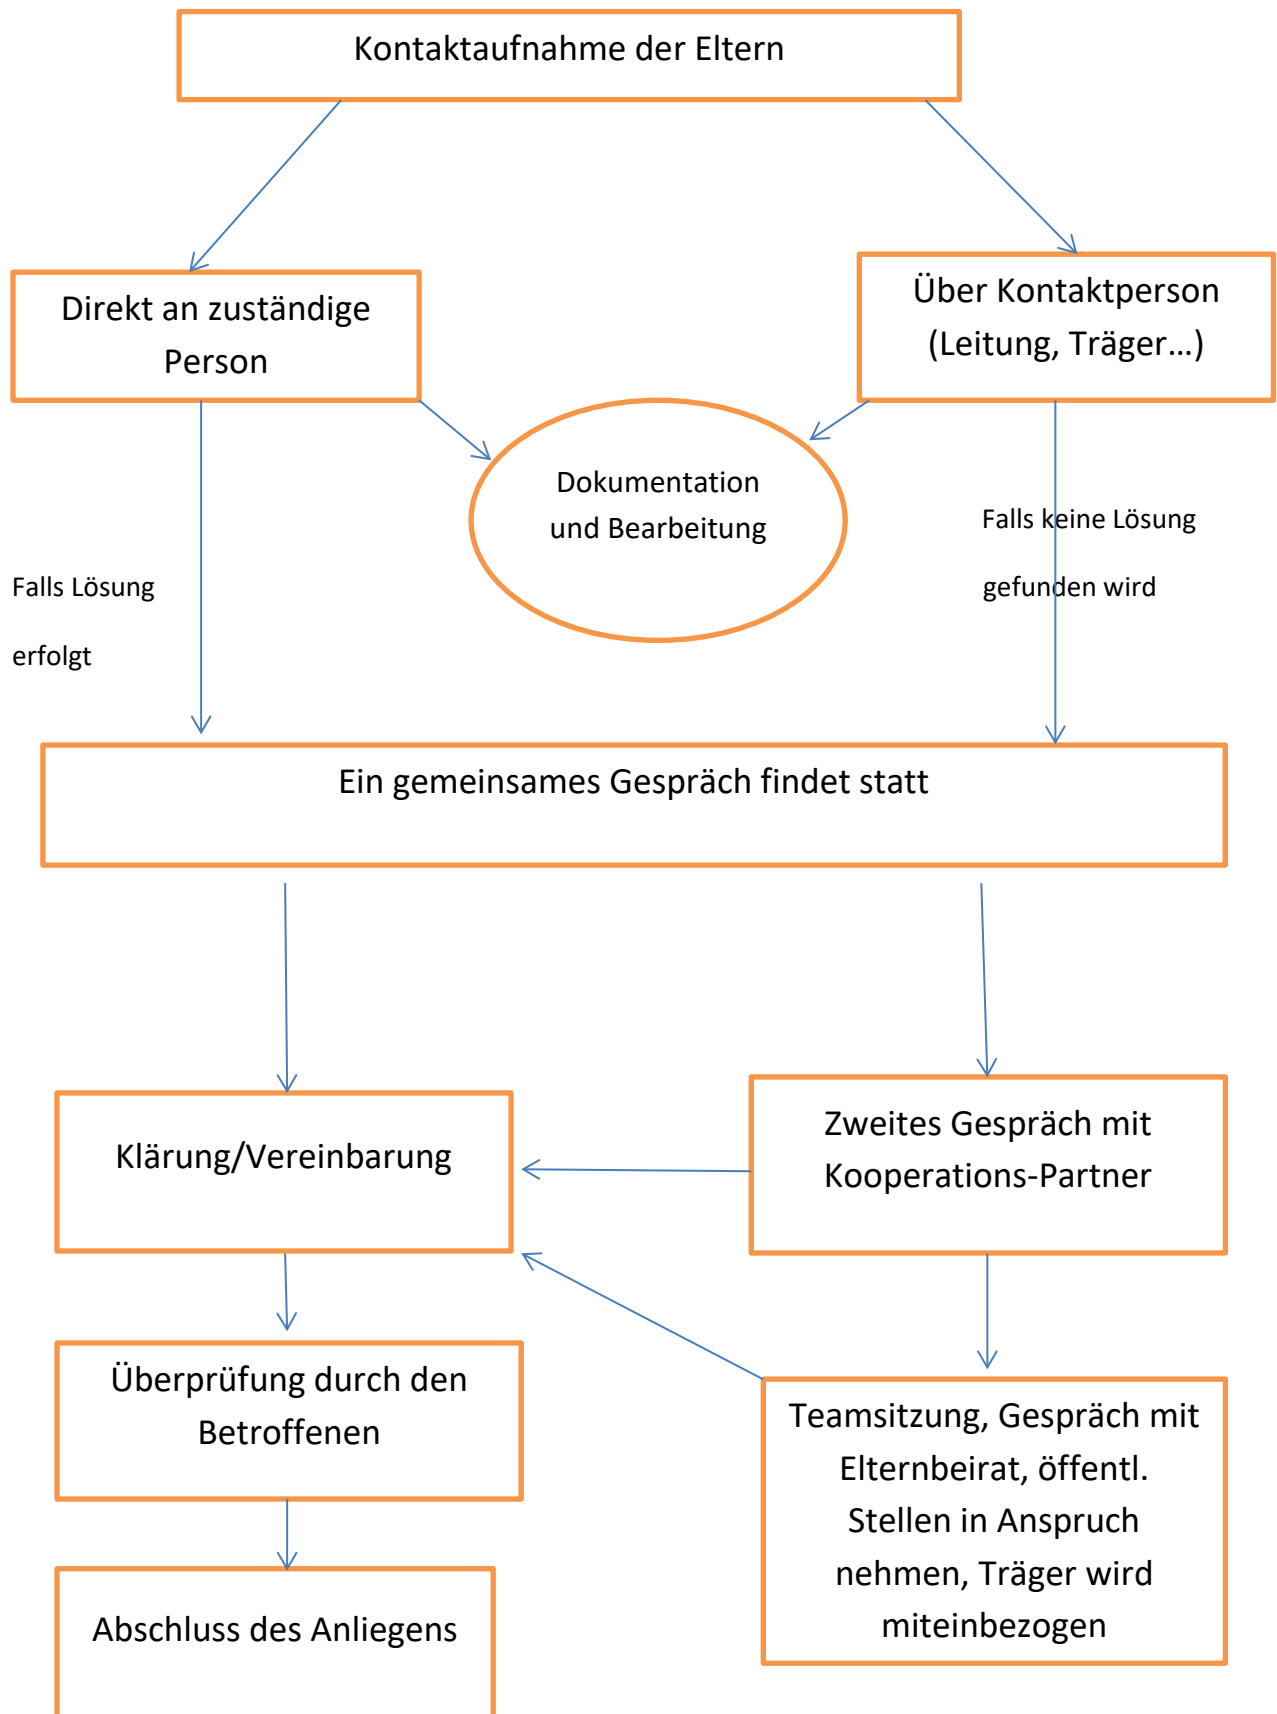 Kontaktaufnahme der Eltern
Direkt an zuständige
Person
Über Kontaktperson
(Leitung, Träger…)
Dokumentation
und Bearbeitung
Falls keine Lösung
gefunden wird
Falls Lösung
erfolgt
Ein gemeinsames Gespräch findet statt
Klärung/Vereinbarung
Zweites Gespräch mit
Kooperations-Partner
Überprüfung durch den
Betroffenen
Teamsitzung, Gespräch mit
Elternbeirat, öffentl.
Stellen in Anspruch
nehmen, Träger wird
miteinbezogen
Abschluss des Anliegens